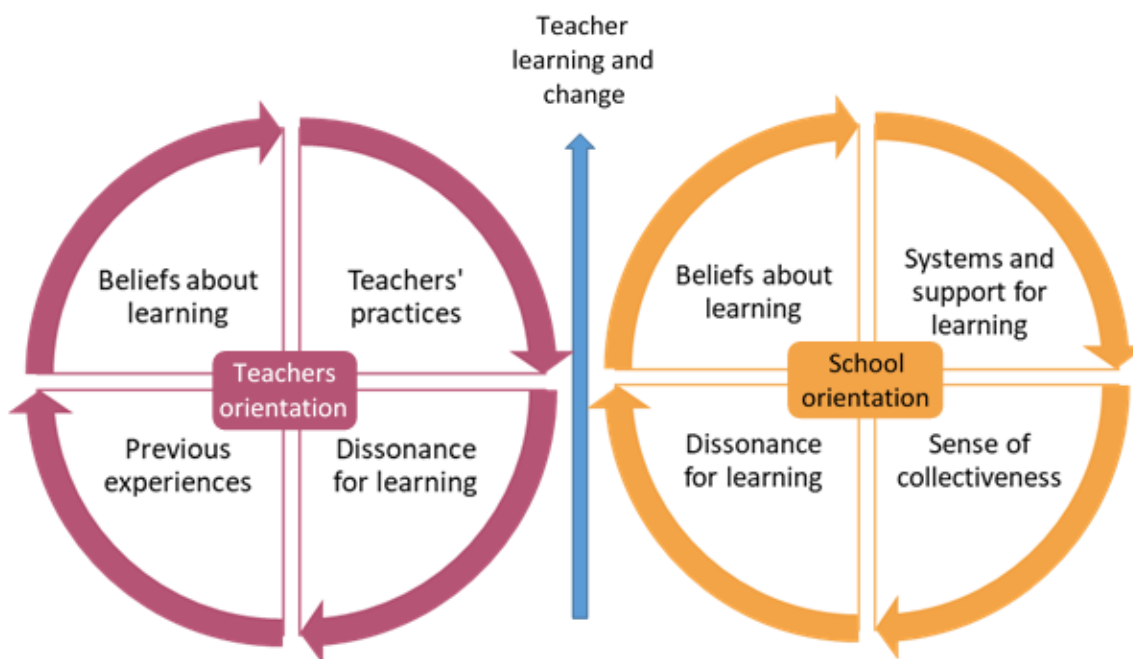 Teacher
learning and
change
Beliefs about
learning
Teachers'
practices
Teachers
orientation
Previous
experiences
Dissonance
for learning
Beliefs about
learning
Systems and
support for
learning
School
orientation
Dissonance
for learning
Sense of
collectiveness